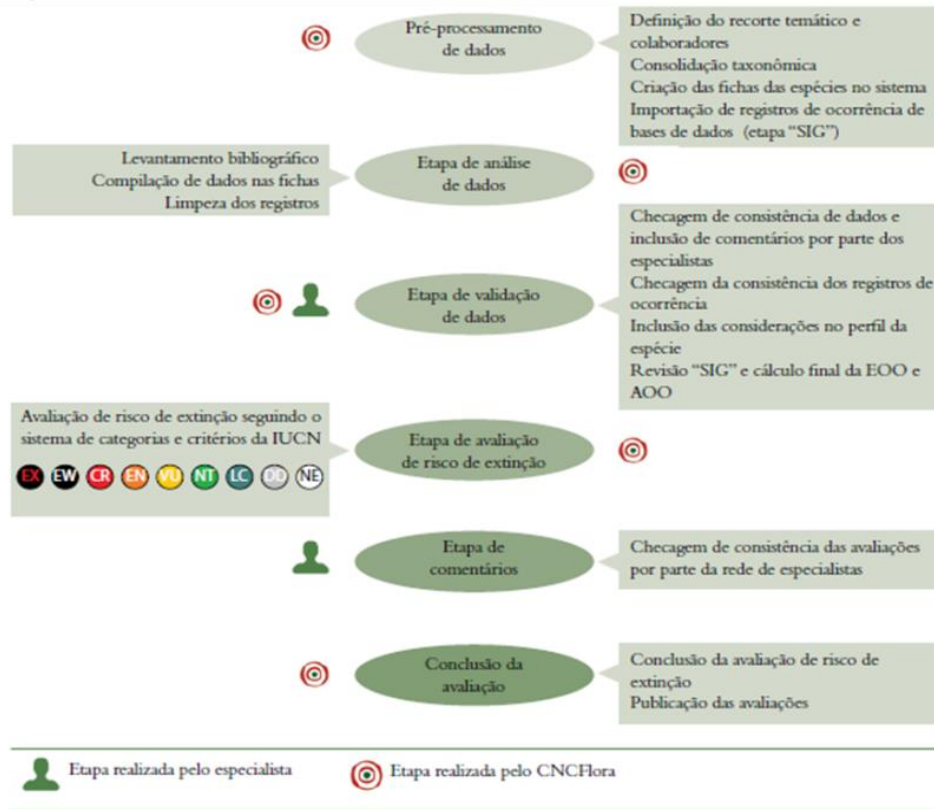 Pré-processamento
de dados
Definição do recorte temático e
colaboradores
Consolidação taxonômica
Criação das fichas das espécies no sistema
Importação de registros de ocorrência de
bases de dados (etapa “SIG”)
Levantamento bibliográfico
Compilação de dados nas fichas
Limpeza dos registros
Etapa de análise
de dados
Etapa de validação
de dados
Checagem de consistência de dados e
inclusão de comentários por parte dos
especialistas
Checagem da consistência dos registros de
ocorrência
Inclusão das considerações no perfil da
espécie
Revisão “SIG” e cálculo final da EOO e
AOO
Avaliação de risco de extinção seguindo o
sistema de categorias e critérios da IUCN
EX EW CR EN VU NT LC DD NE
Etapa de avaliação
de risco de extinção
Etapa de
comentários
Checagem de consistência das avaliações
por parte da rede de especialistas
Conclusão da
avaliação
Conclusão da avaliação de risco de
extinção
Publicação das avaliações
Etapa realizada pelo especialista
Etapa realizada pelo CNCFlora